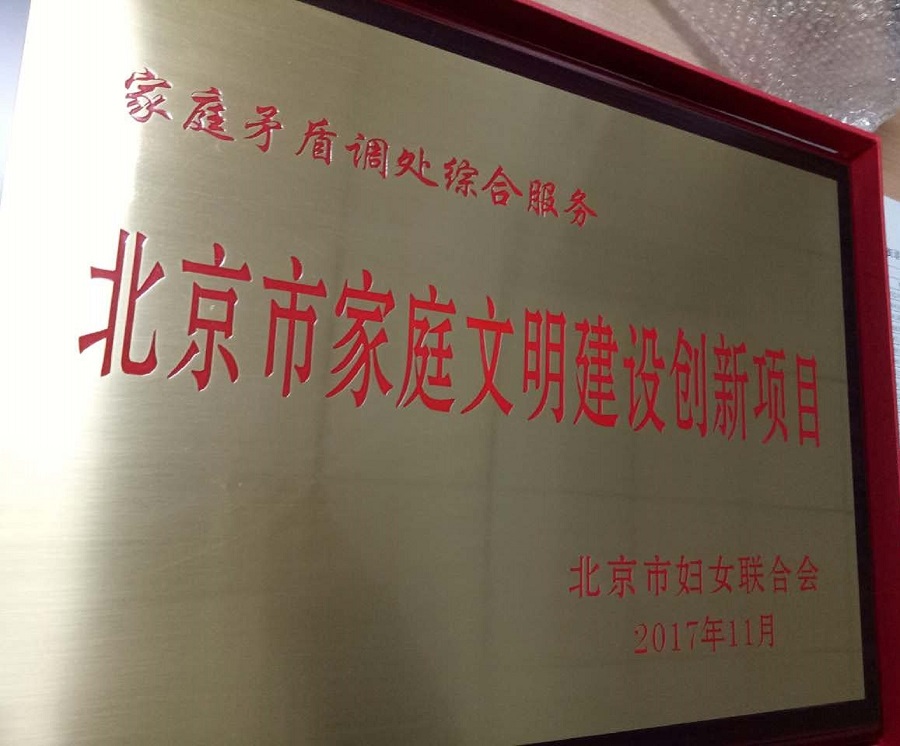 家庭矛盾调处综合服务
北京市家庭文明建设创新项目
北京市妇女联合会
2017年11月